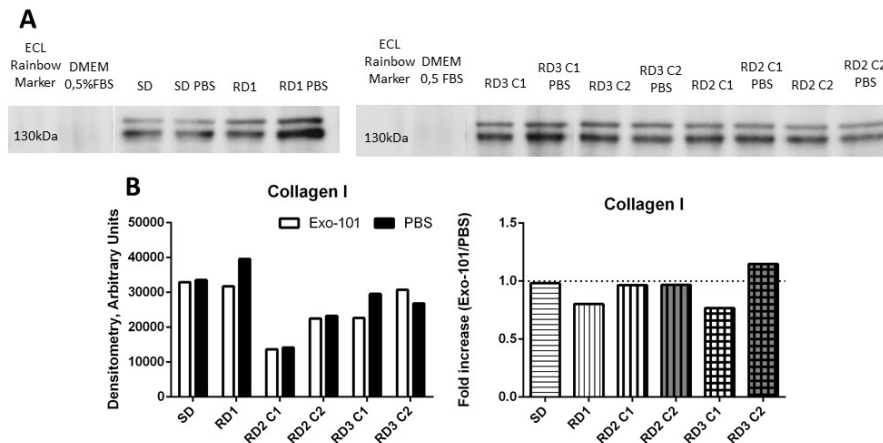 A
ECL
Rainbow
Marker
DMEM
0,5%FBS
SD
SD PBS
RD1
RD1 PBS
130kDa
ECL
Rainbow
Marker
DMEM
0,5 FBS
RD3 C1
RD3 C1
PBS
RD3 C2
RD3 C2
PBS
RD2 C1
RD2 C1
PBS
RD2 C2
RD2 C2
PBS
130kDa
B
Collagen I
Exo-101
PBS
Densitometry, Arbitrary Units
50000
40000
30000
20000
10000
0
SD
RD1
RD2 C1
RD2 C2
RD3 C1
RD3 C2
Collagen I
Fold increase (Exo-101/PBS)
1.5
1.0
0.5
0.0
SD
RD1
RD2 C1
RD2 C2
RD3 C1
RD3 C2